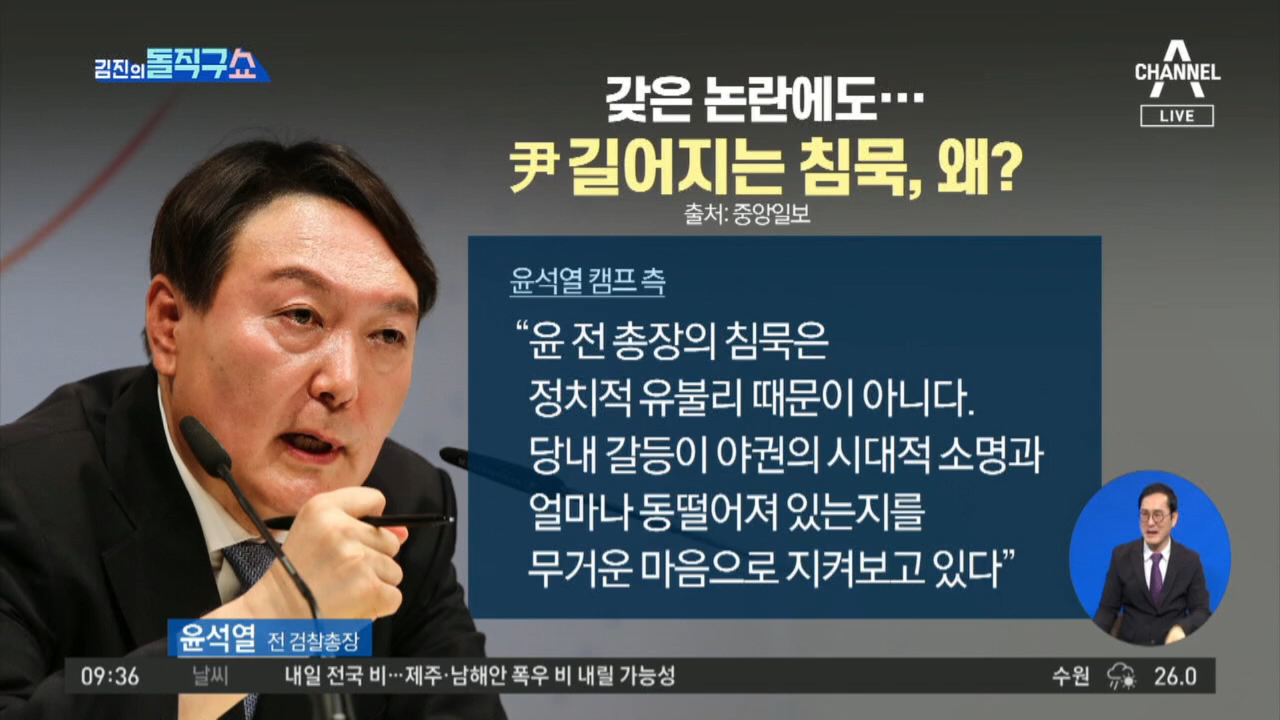 김진의 돌직구쇼
CHANNEL A
LIVE
갖은 논란에도…
尹 길어지는 침묵, 왜?
출처: 중앙일보
윤석열 캠프 측
“윤 전 총장의 침묵은
정치적 유불리 때문이 아니다.
당내 갈등이 야권의 시대적 소명과
얼마나 동떨어져 있는지를
무거운 마음으로 지켜보고 있다”
윤석열 전 검찰총장
09:36 날씨 내일 전국 비…제주·남해안 폭우 비 내릴 가능성 수원 26.0